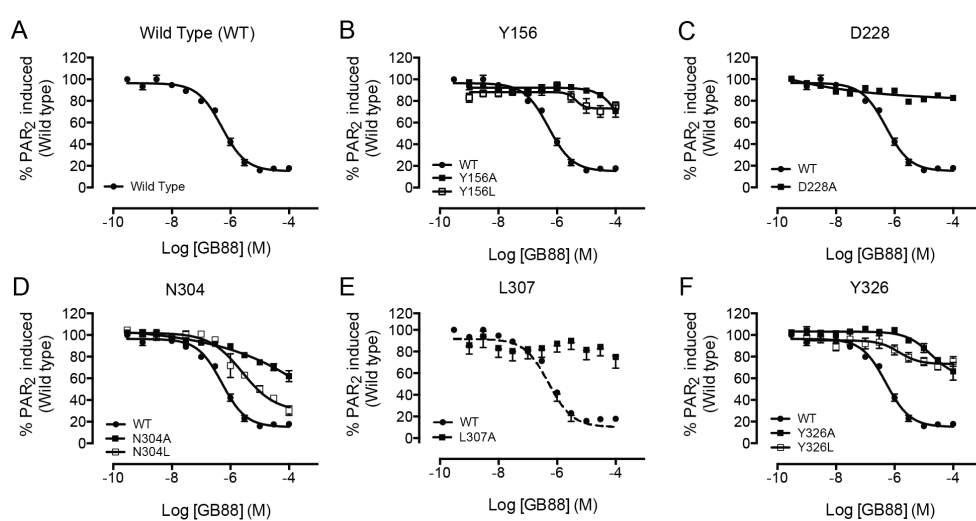 A
Wild Type (WT)
% PAR2 induced
(Wild type)
120
100
80
60
40
20
0
Wild Type
-10
-8
-6
-4
Log [GB88] (M)
B
Y156
% PAR2 induced
(Wild type)
120
100
80
60
40
20
0
WT
Y156A
Y156L
-10
-8
-6
-4
Log [GB88] (M)
C
D228
% PAR2 induced
(Wild type)
120
100
80
60
40
20
0
WT
D228A
-10
-8
-6
-4
Log [GB88] (M)
D
N304
% PAR2 induced
(Wild type)
120
100
80
60
40
20
0
WT
N304A
N304L
-10
-8
-6
-4
Log [GB88] (M)
E
L307
% PAR2 induced
(Wild type)
120
100
80
60
40
20
0
WT
L307A
-10
-8
-6
-4
Log [GB88] (M)
F
Y326
% PAR2 induced
(Wild type)
120
100
80
60
40
20
0
WT
Y326A
Y326L
-10
-8
-6
-4
Log [GB88] (M)